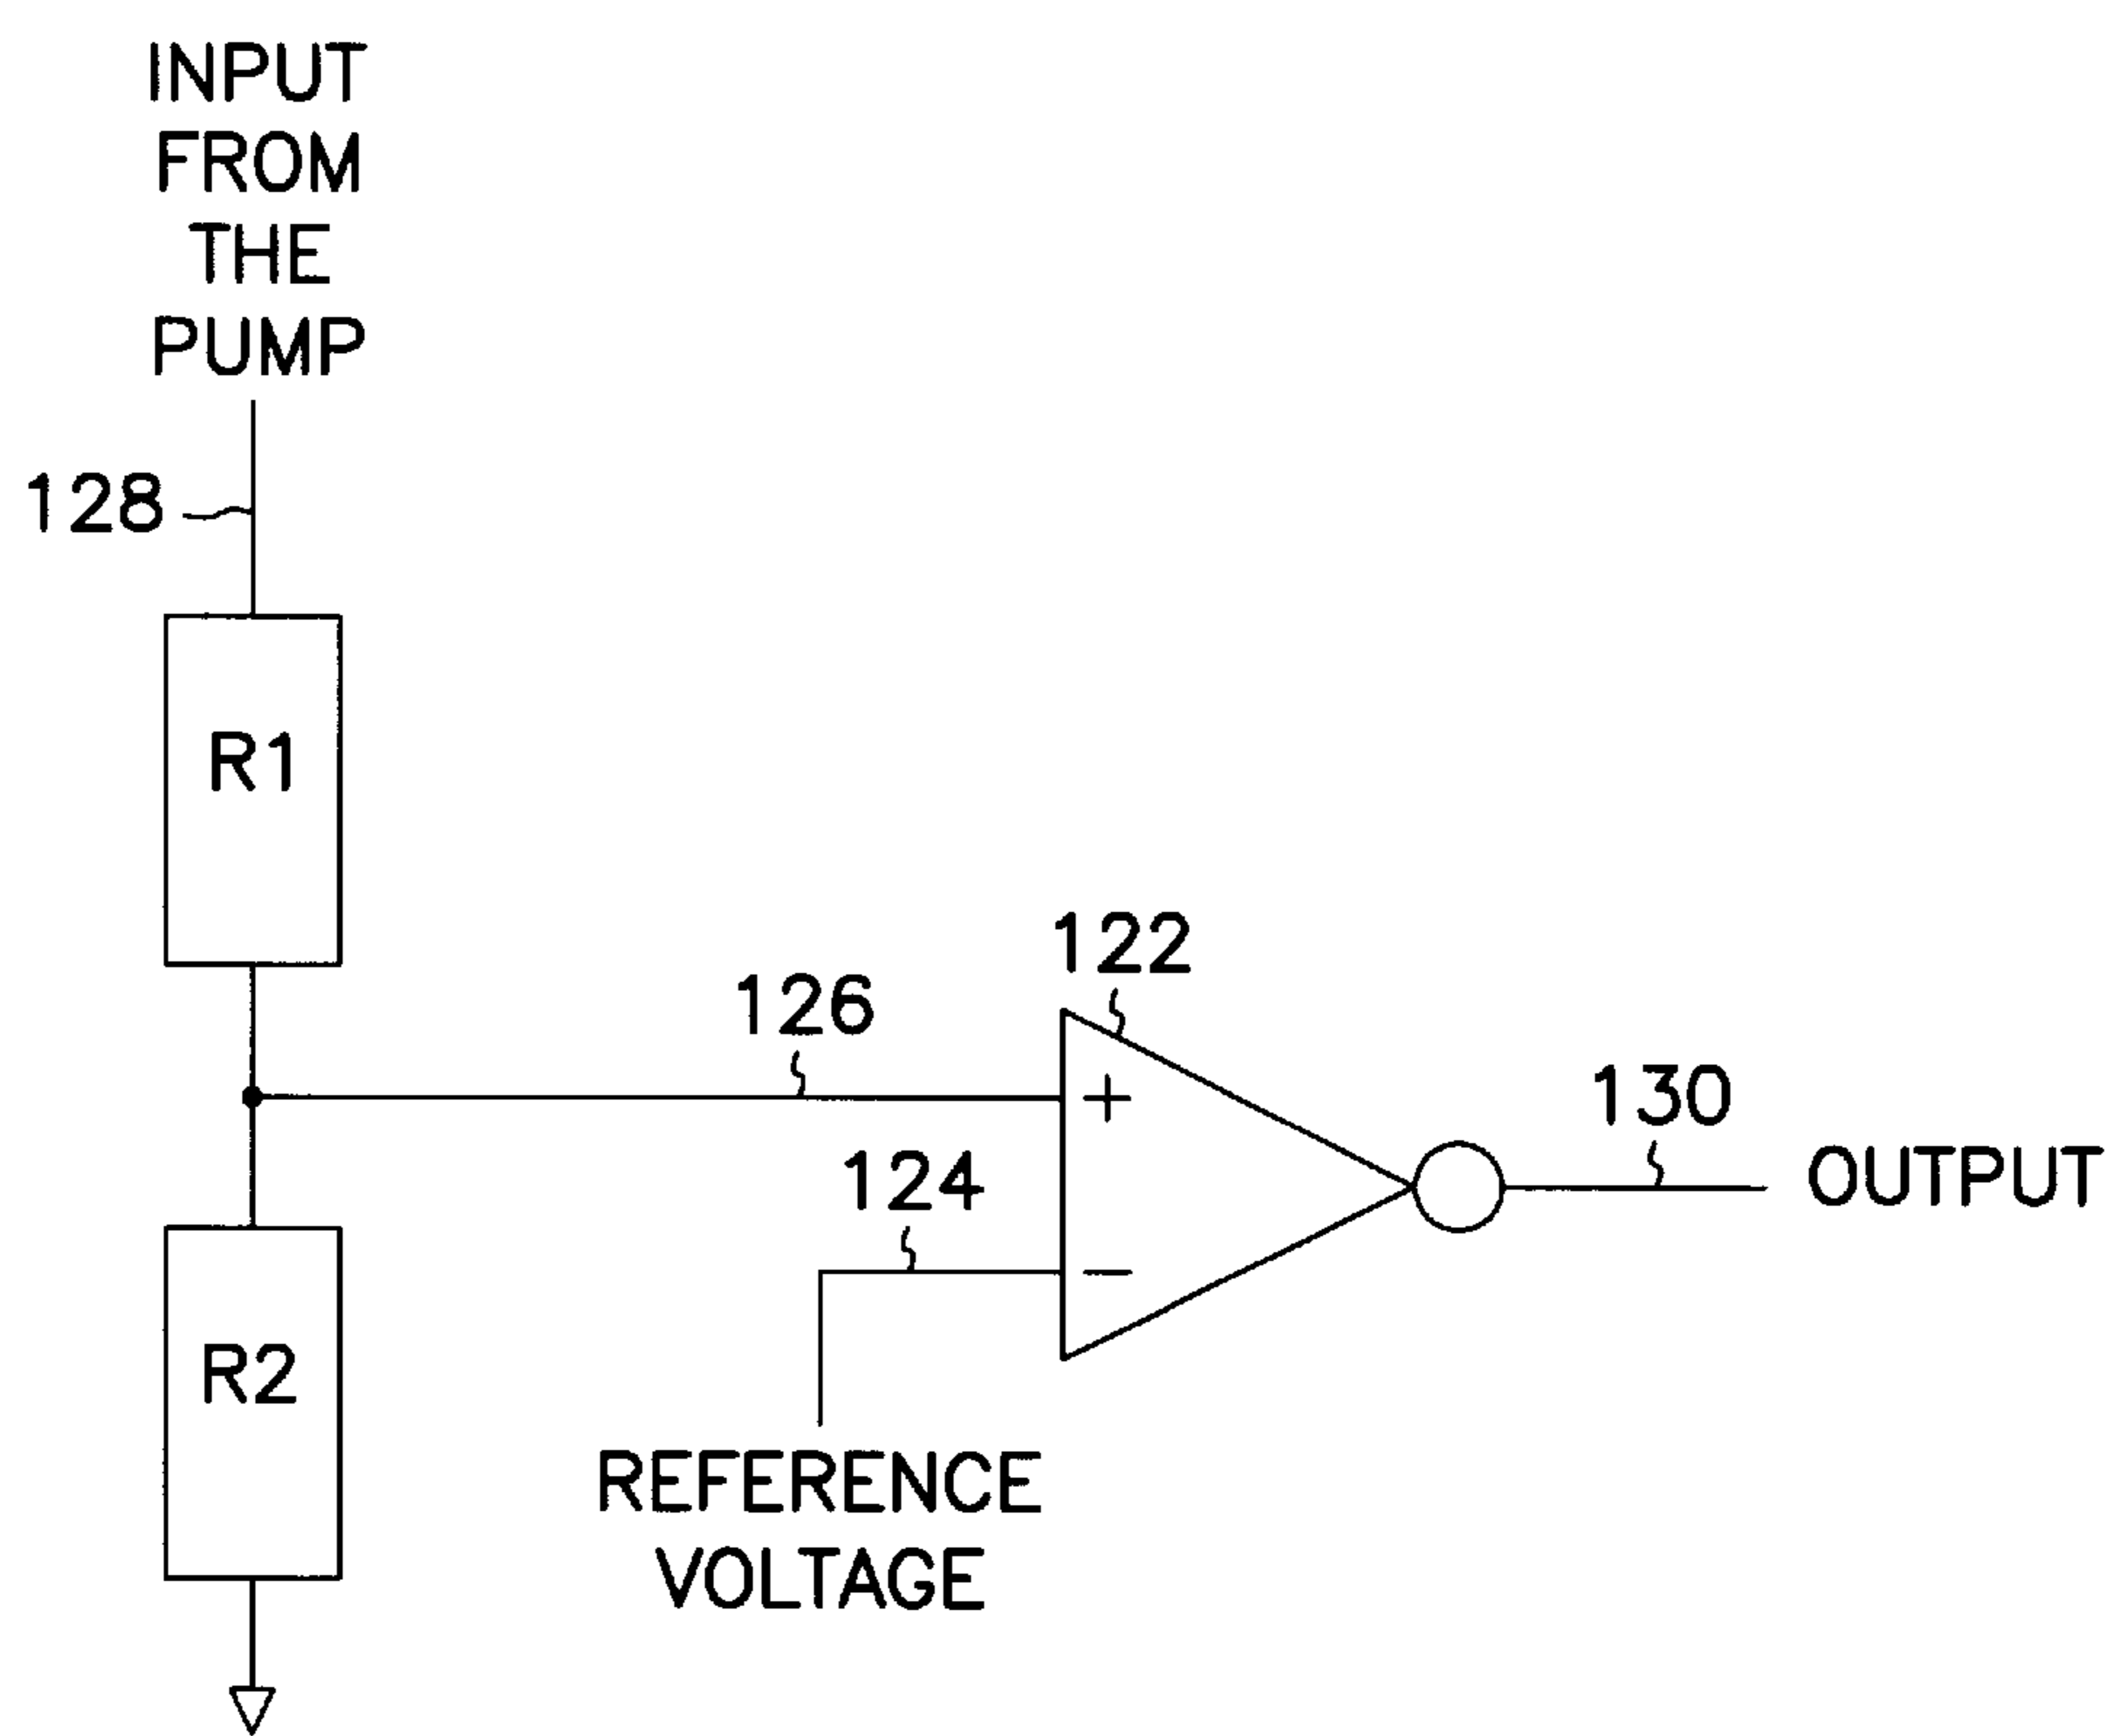 INPUT
FROM
THE
PUMP
128
R1
122
126
130
124
OUTPUT
+
−
R2
REFERENCE
VOLTAGE